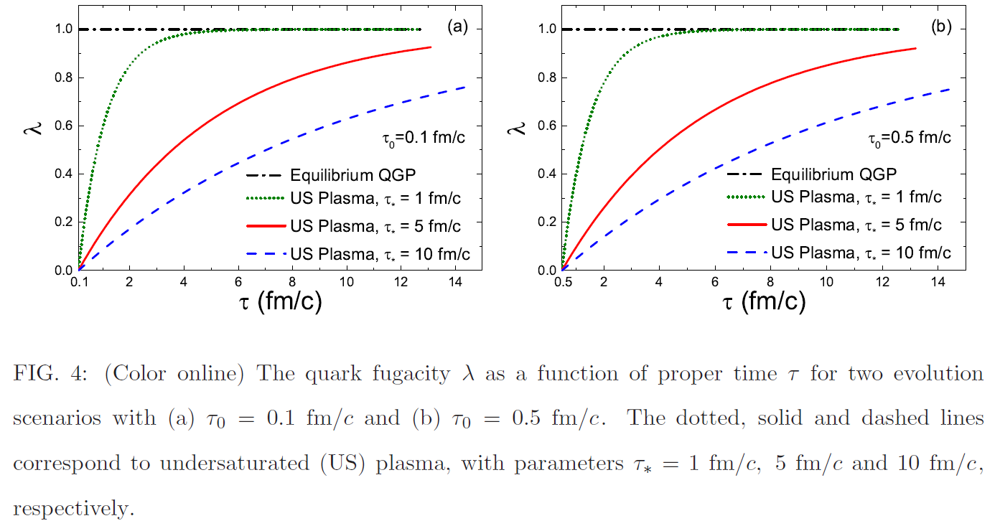 (a)
1.0
0.8
0.6
0.4
0.2
0.0
λ
τ₀=0.1 fm/c
Equilibrium QGP
US Plasma, τ* = 1 fm/c
US Plasma, τ* = 5 fm/c
US Plasma, τ* = 10 fm/c
0.1 2 4 6 8 10 12 14
τ (fm/c)
(b)
1.0
0.8
0.6
0.4
0.2
0.0
λ
τ₀=0.5 fm/c
Equilibrium QGP
US Plasma, τ* = 1 fm/c
US Plasma, τ* = 5 fm/c
US Plasma, τ* = 10 fm/c
0.5 2 4 6 8 10 12 14
τ (fm/c)
FIG. 4: (Color online) The quark fugacity λ as a function of proper time τ for two evolution
scenarios with (a) τ₀ = 0.1 fm/c and (b) τ₀ = 0.5 fm/c. The dotted, solid and dashed lines
correspond to undersaturated (US) plasma, with parameters τ* = 1 fm/c, 5 fm/c and 10 fm/c,
respectively.